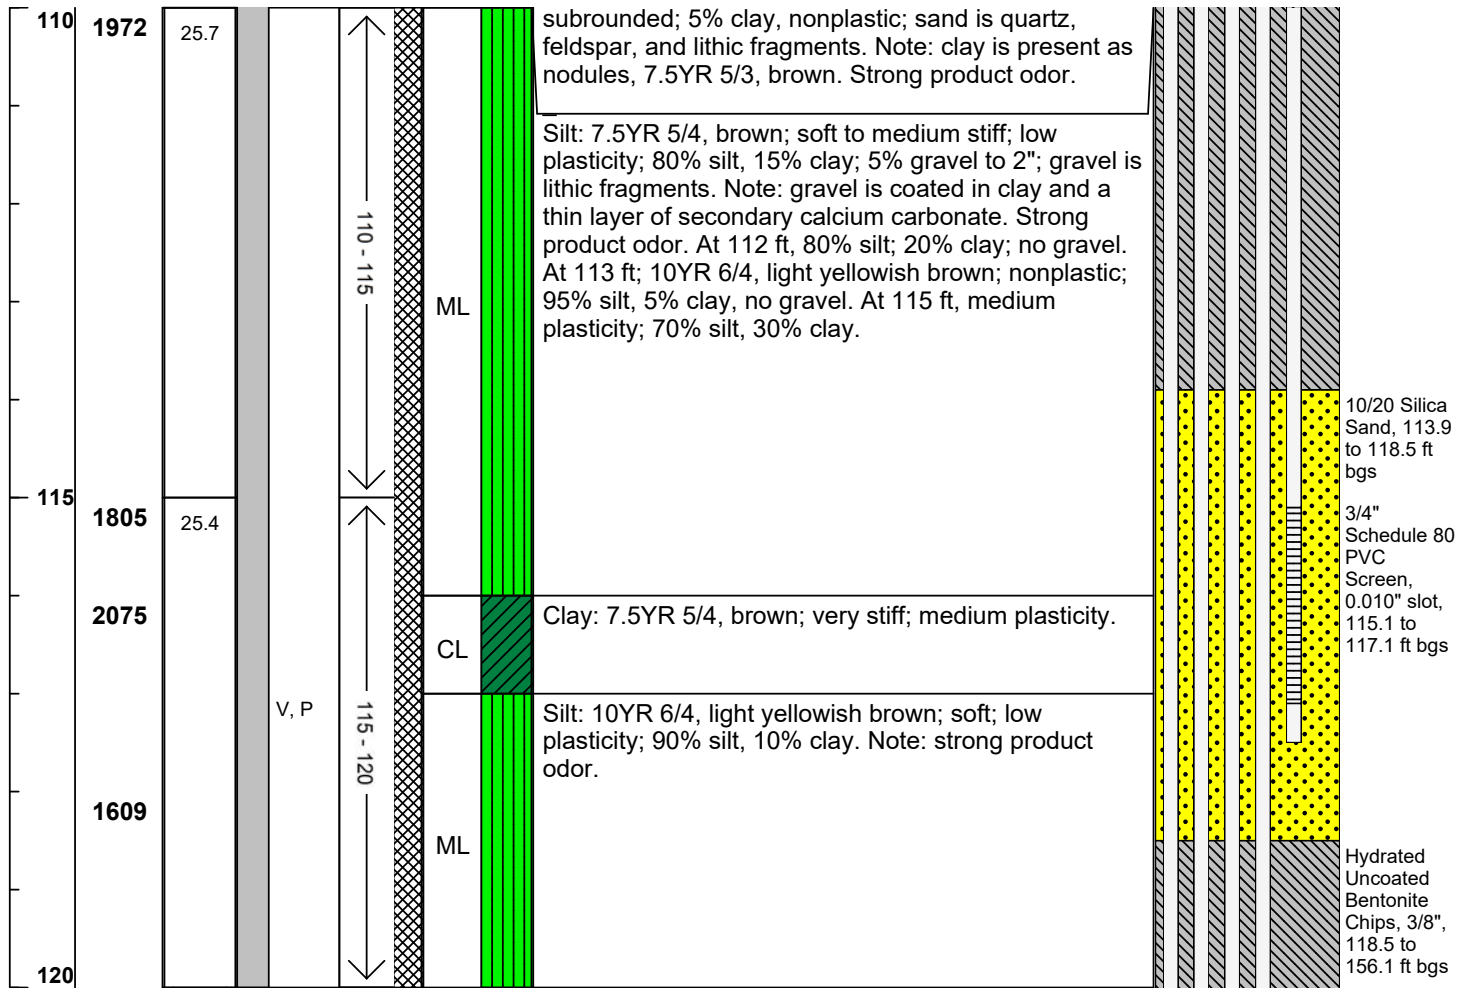 110
1972
25.7
subrounded; 5% clay, nonplastic; sand is quartz,
feldspar, and lithic fragments. Note: clay is present as
nodules, 7.5YR 5/3, brown. Strong product odor.
Silt: 7.5YR 5/4, brown; soft to medium stiff; low
plasticity; 80% silt, 15% clay; 5% gravel to 2"; gravel is
lithic fragments. Note: gravel is coated in clay and a
thin layer of secondary calcium carbonate. Strong
product odor. At 112 ft, 80% silt; 20% clay; no gravel.
At 113 ft; 10YR 6/4, light yellowish brown; nonplastic;
95% silt, 5% clay, no gravel. At 115 ft, medium
plasticity; 70% silt, 30% clay.
110 - 115
ML
10/20 Silica
Sand, 113.9
to 118.5 ft
bgs
115
1805
25.4
3/4"
Schedule 80
PVC
Screen,
0.010" slot,
115.1 to
117.1 ft bgs
2075
CL
Clay: 7.5YR 5/4, brown; very stiff; medium plasticity.
V, P
115 - 120
Silt: 10YR 6/4, light yellowish brown; soft; low
plasticity; 90% silt, 10% clay. Note: strong product
odor.
1609
ML
Hydrated
Uncoated
Bentonite
Chips, 3/8",
118.5 to
156.1 ft bgs
120